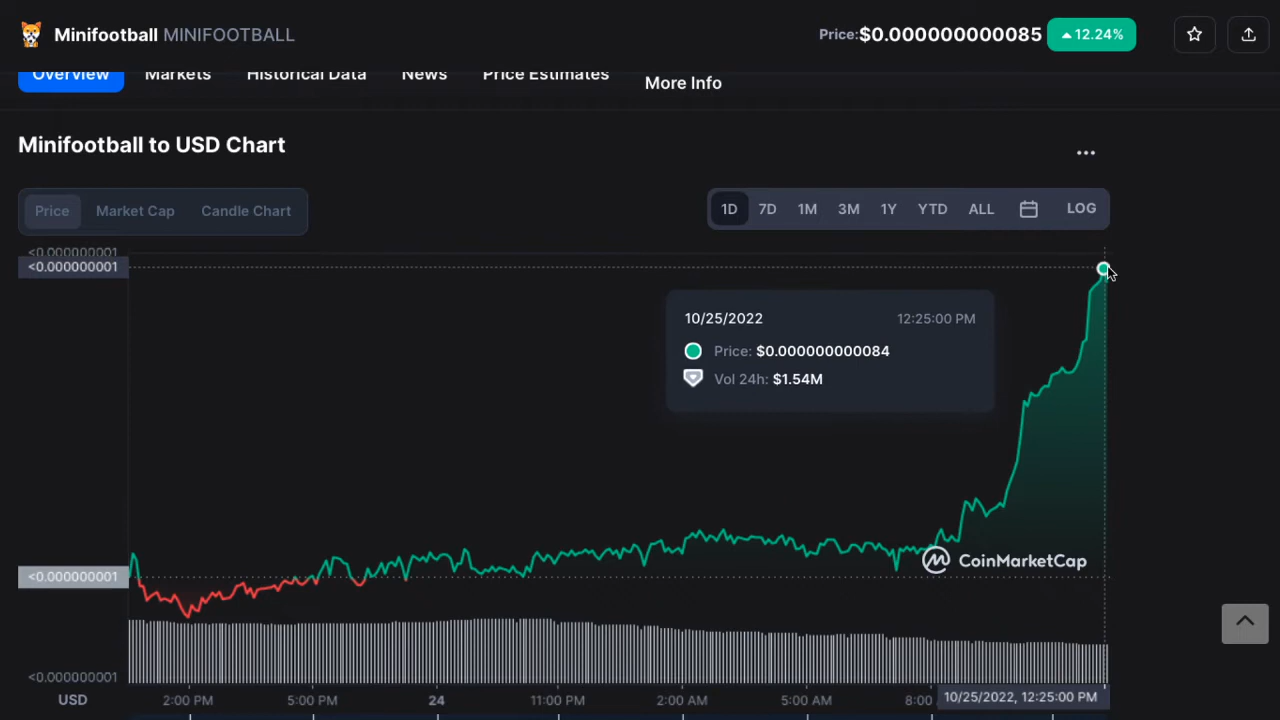 Minifootball MINIFOOTBALL
Price:$0.000000000085 12.24%
Overview Markets Historical Data News Price Estimates More Info
Minifootball to USD Chart
Price Market Cap Candle Chart
1D 7D 1M 3M 1Y YTD ALL LOG
<0.000000001
<0.000000001
10/25/2022 12:25:00 PM
Price: $0.000000000084
Vol 24h: $1.54M
CoinMarketCap
<0.000000001
<0.000000001
USD 2:00 PM 5:00 PM 24 11:00 PM 2:00 AM 5:00 AM 8:00 10/25/2022, 12:25:00 PM